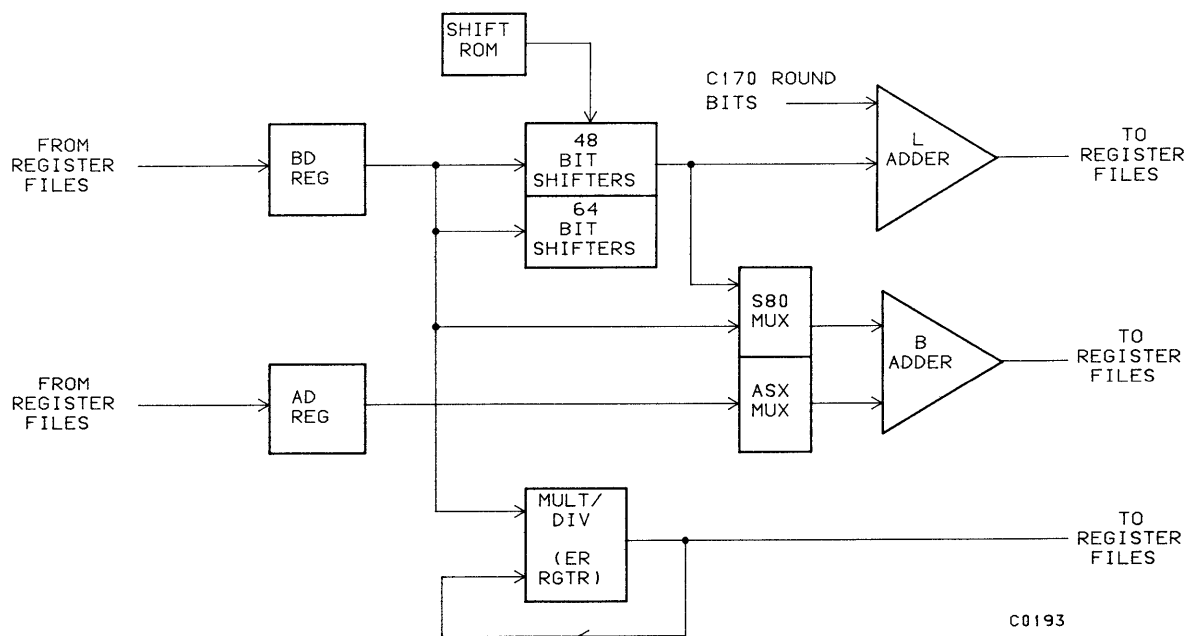 SHIFT
ROM
C170 ROUND
BITS
FROM
REGISTER
FILES
BD
REG
48
BIT
SHIFTERS
64
BIT
SHIFTERS
L
ADDER
TO
REGISTER
FILES
S80
MUX
ASX
MUX
B
ADDER
TO
REGISTER
FILES
FROM
REGISTER
FILES
AD
REG
MULT/
DIV
(ER
RGTR)
TO
REGISTER
FILES
C0193